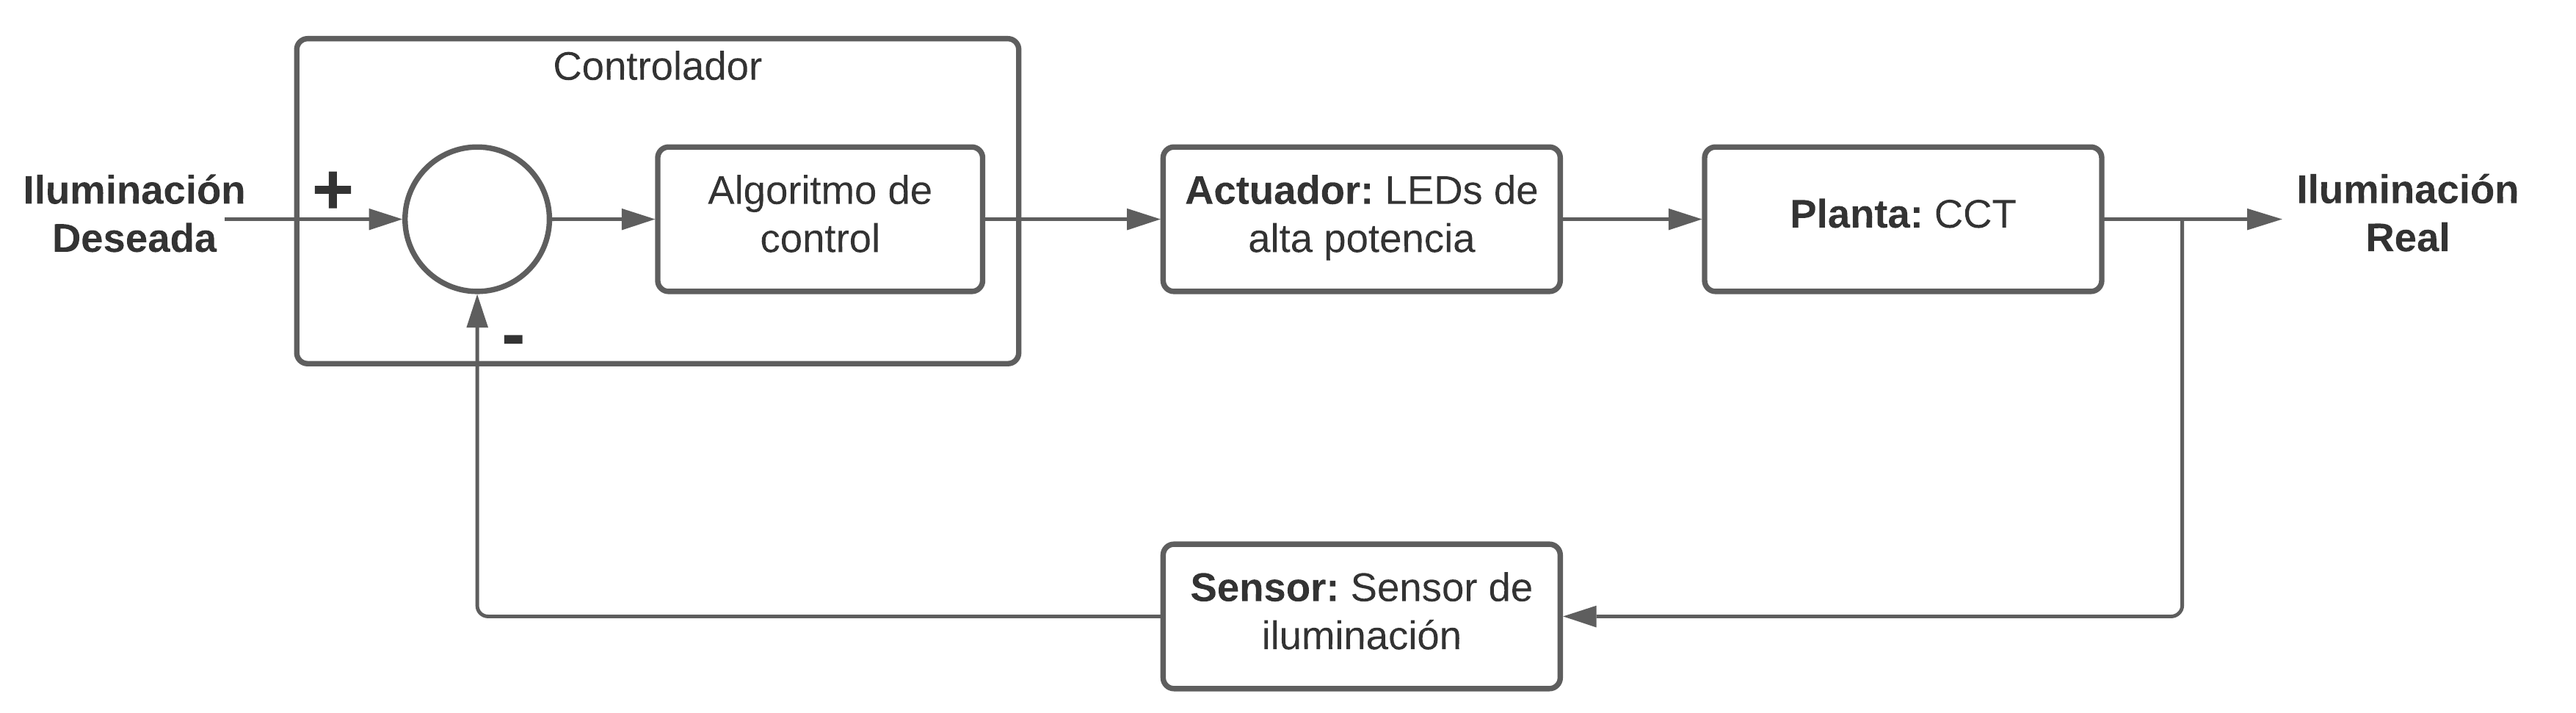 Controlador
Iluminación
Deseada
+
-
Algoritmo de
control
Actuador: LEDs de
alta potencia
Planta: CCT
Iluminación
Real
Sensor: Sensor de
iluminación